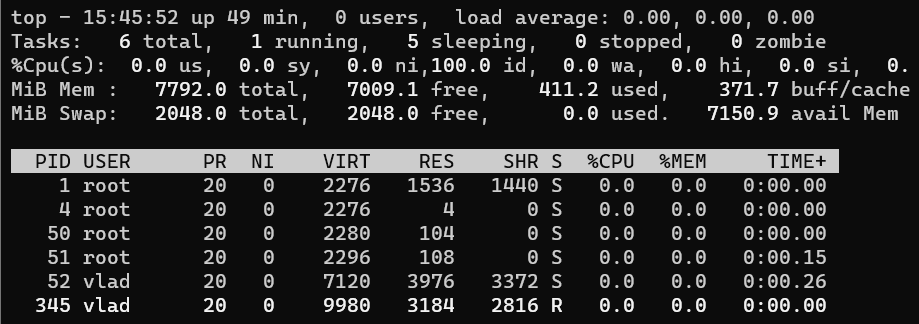 top - 15:45:52 up 49 min,  0 users,  load average: 0.00, 0.00, 0.00
Tasks:   6 total,   1 running,   5 sleeping,   0 stopped,   0 zombie
%Cpu(s):  0.0 us,  0.0 sy,  0.0 ni,100.0 id,  0.0 wa,  0.0 hi,  0.0 si,  0.
MiB Mem :   7792.0 total,   7009.1 free,    411.2 used,    371.7 buff/cache
MiB Swap:   2048.0 total,   2048.0 free,      0.0 used.   7150.9 avail Mem
  PID USER      PR  NI    VIRT    RES    SHR S  %CPU  %MEM     TIME+
    1 root      20   0    2276   1536   1440 S   0.0   0.0   0:00.00
    4 root      20   0    2276      4      0 S   0.0   0.0   0:00.00
   50 root      20   0    2280    104      0 S   0.0   0.0   0:00.00
   51 root      20   0    2296    108      0 S   0.0   0.0   0:00.15
   52 vlad      20   0    7120   3976   3372 S   0.0   0.0   0:00.26
  345 vlad      20   0    9980   3184   2816 R   0.0   0.0   0:00.00